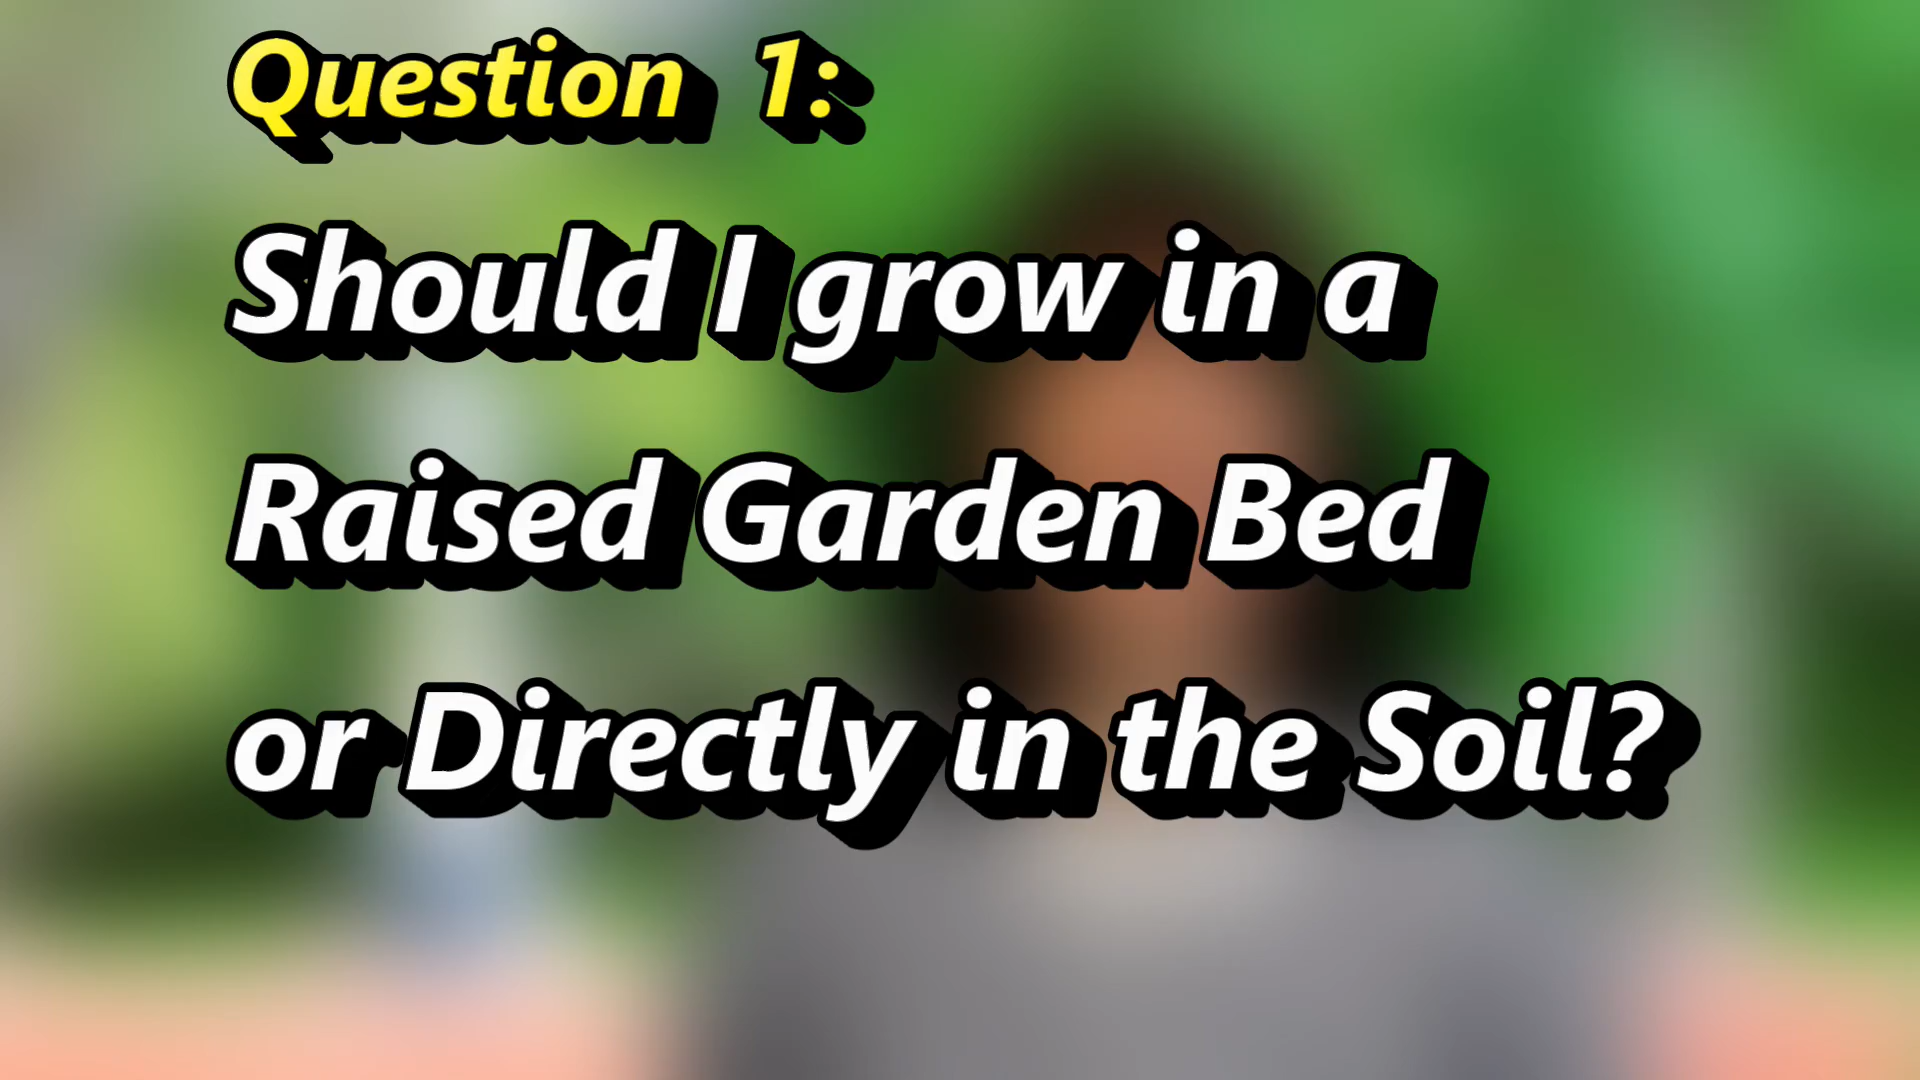 Question 1:
Should I grow in a
Raised Garden Bed
or Directly in the Soil?